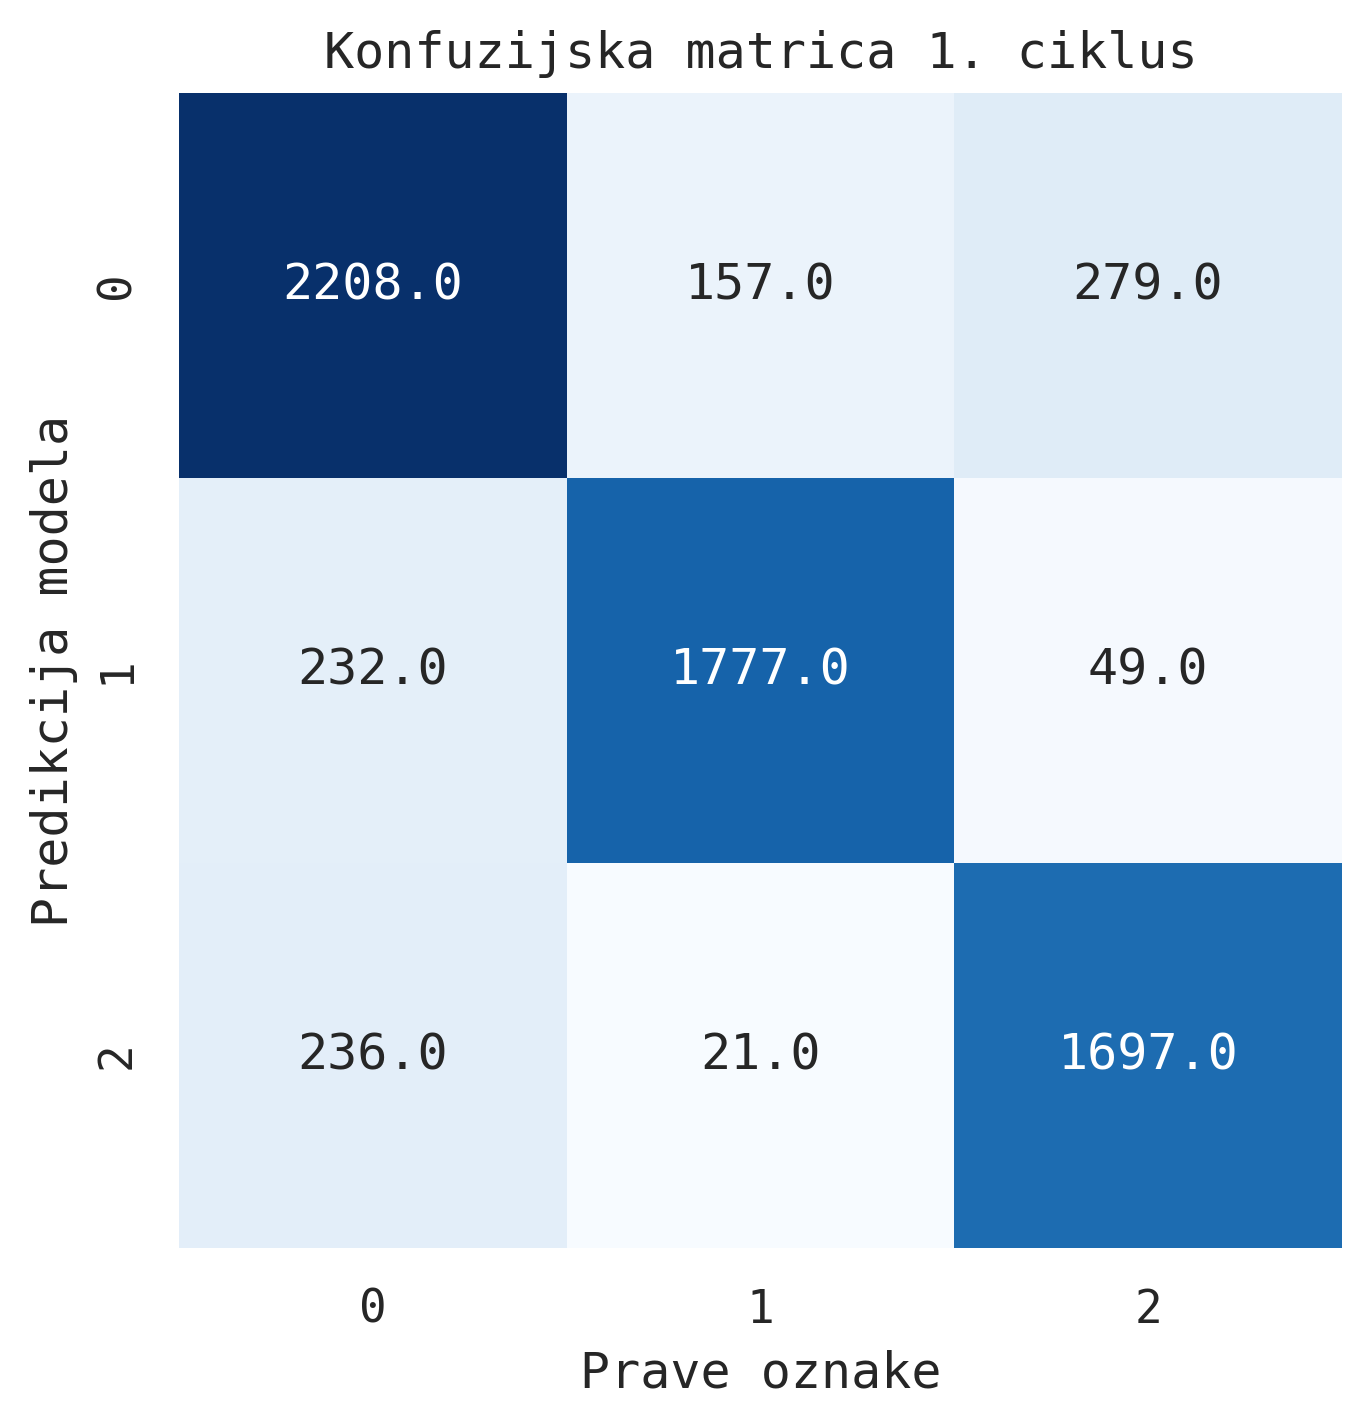 Konfuzijska matrica 1. ciklus
Predikcija modela
0
2208.0 157.0 279.0
1
232.0 1777.0 49.0
2
236.0 21.0 1697.0
0 1 2
Prave oznake